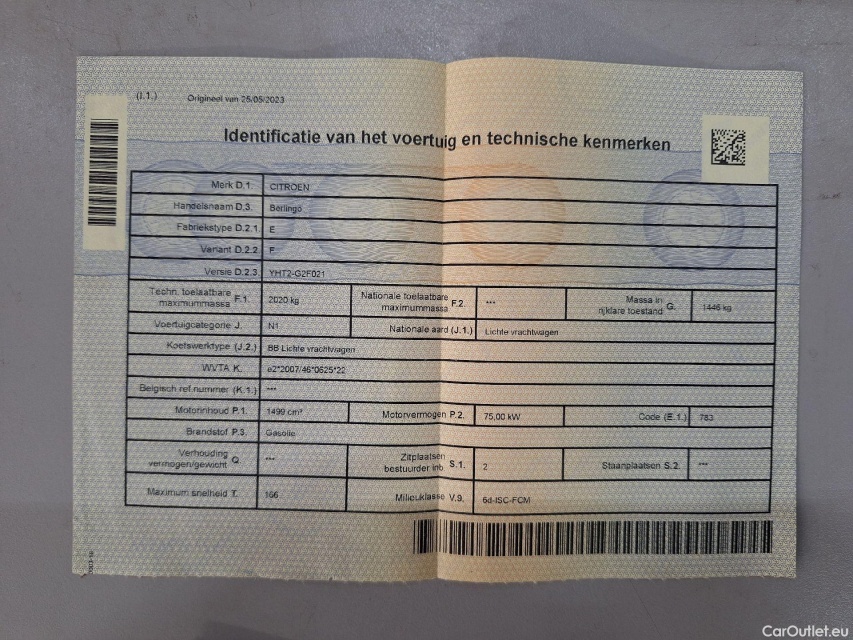 (I.1.) Origineel van 25/05/2023
Identificatie van het voertuig en technische kenmerken
Merk D.1. CITROEN
Handelsnaam D.3. Berlingo
Fabriekstype D.2.1. E
Variant D.2.2. F
Versie D.2.3. YHT2-G2F021
Techn. toelaatbare maximummassa F.1. 2020 kg Nationale toelaatbare maximummassa F.2. *** Massa in rijklare toestand G. 1446 kg
Voertuigcategorie J. N1 Nationale aard (J.1.) Lichte vrachtwagen
Koetswerktype (J.2.) BB Lichte vrachtwagen
WVTA K. e2*2007/46*0625*22
Belgisch ref.nummer (K.1.) ***
Motorinhoud P.1. 1499 cm³ Motorvermogen P.2. 75.00 kW Code (E.1.) 783
Brandstof P.3. Gasolie
Verhouding vermogen/gewicht Q *** Zitplaatsen bestuurder inb. S.1. 2 Staanplaatsen S.2. ***
Maximum snelheid T. 166 Milieuklasse V.9. 6d-ISC-FCM
CarOutlet.eu